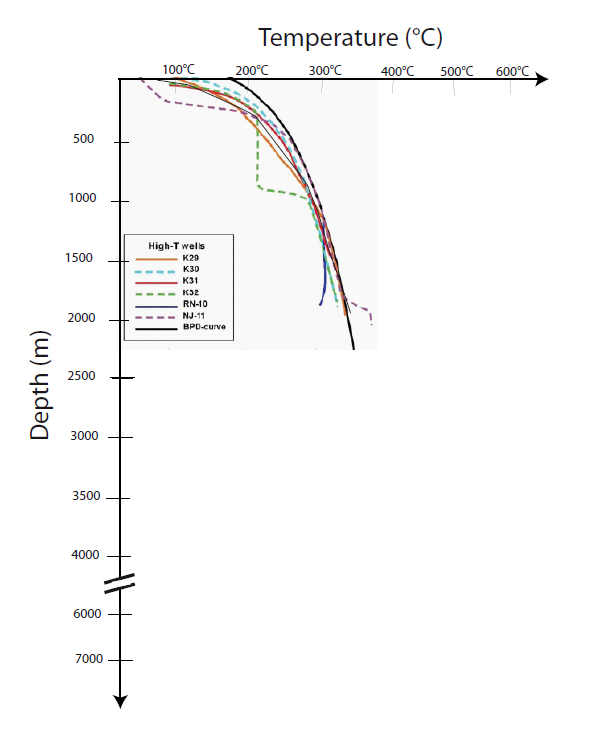 Temperature (°C)
100°C 200°C 300°C 400°C 500°C 600°C
500
1000
1500
2000
2500
3000
3500
4000
6000
7000
Depth (m)
High-T wells
K29
K30
K31
K32
RN-10
NJ-11
BPD-curve